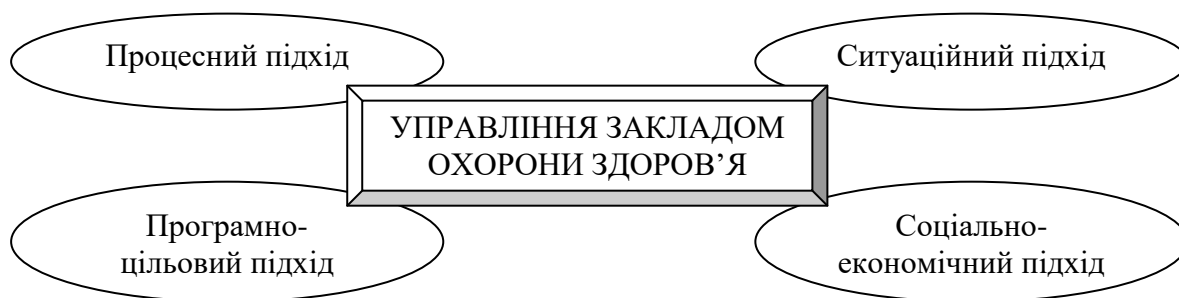 Процесний підхід
Ситуаційний підхід
УПРАВЛІННЯ ЗАКЛАДОМ
ОХОРОНИ ЗДОРОВ’Я
Програмно-
цільовий підхід
Соціально-
економічний підхід